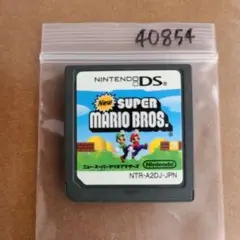 40854
NINTENDO DS
New SUPER
MARIO BROS.
ニュー・スーパーマリオブラザーズ
Nintendo
NTR-A2DJ-JPN